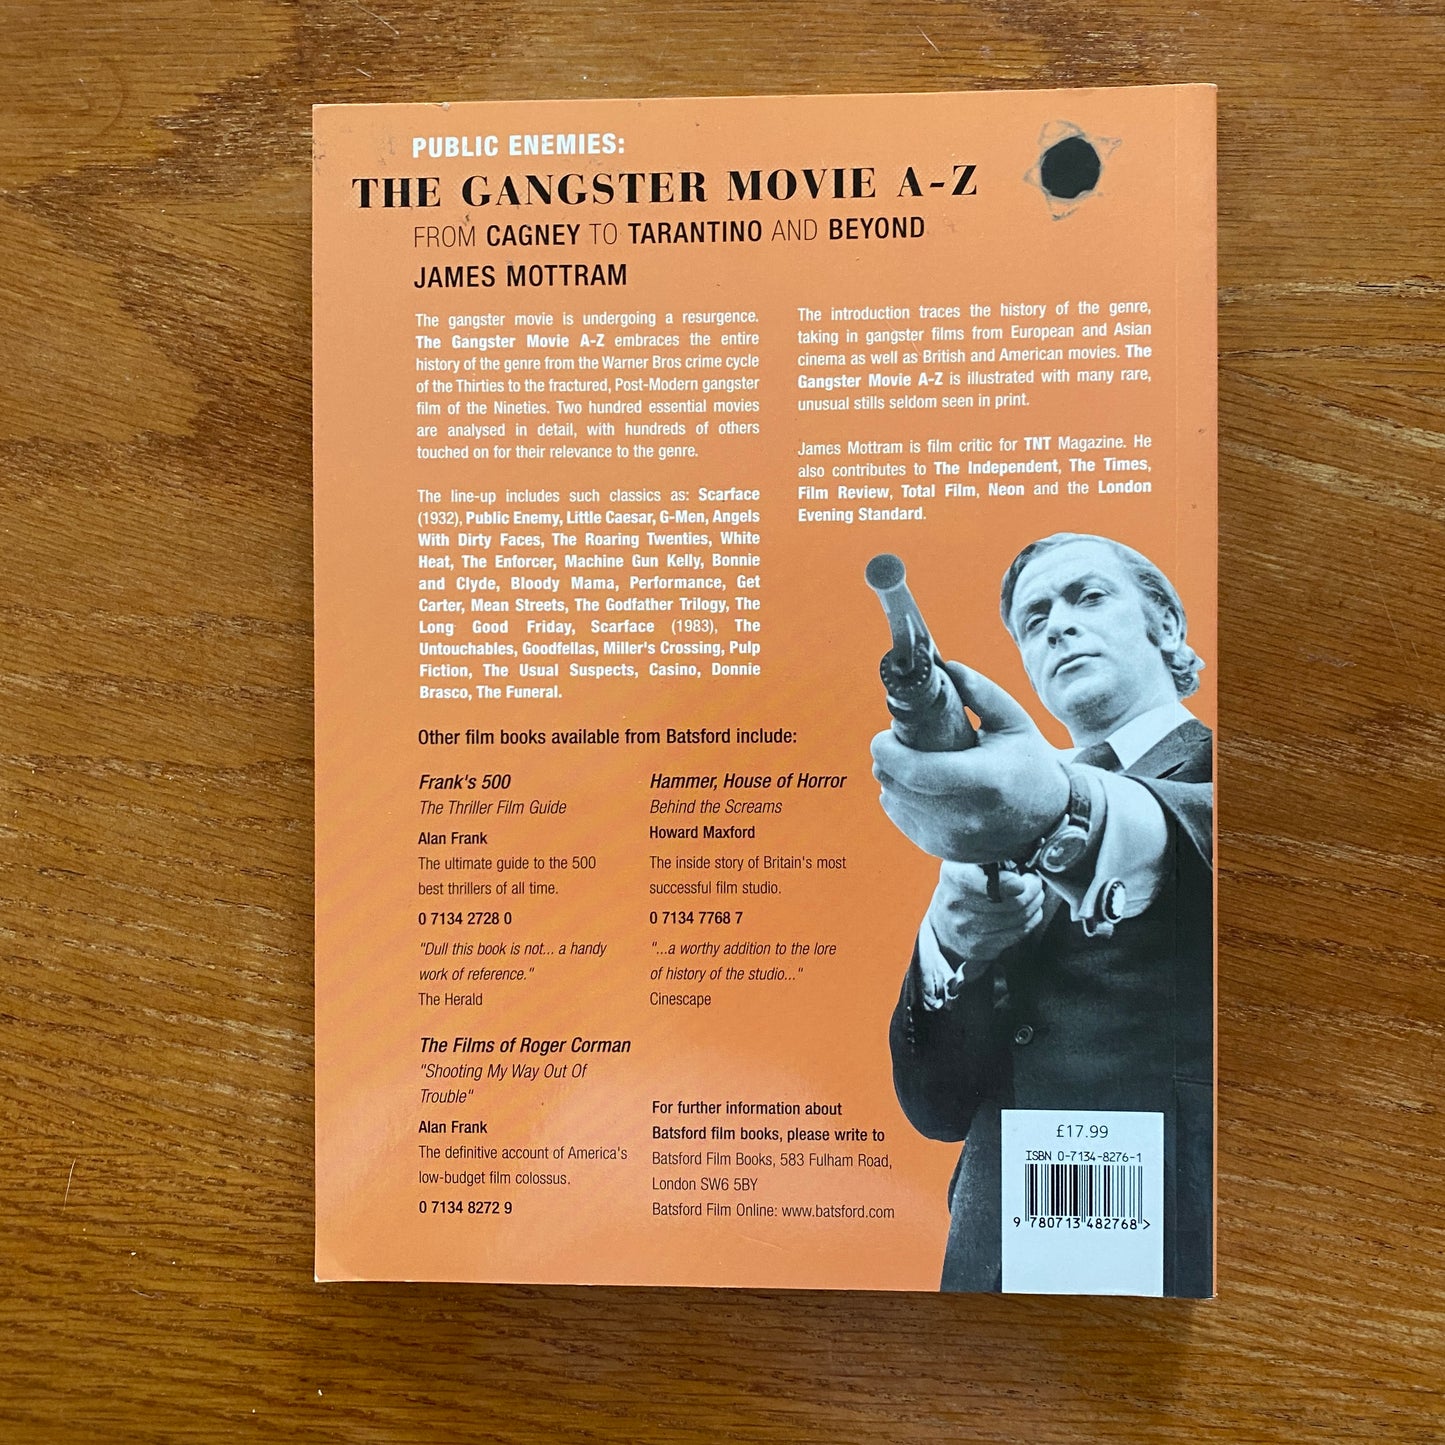 PUBLIC ENEMIES:
THE GANGSTER MOVIE A-Z
FROM CAGNEY TO TARANTINO AND BEYOND
JAMES MOTTRAM
The gangster movie is undergoing a resurgence.
The Gangster Movie A-Z embraces the entire
history of the genre from the Warner Bros crime cycle
of the Thirties to the fractured, Post-Modern gangster
film of the Nineties. Two hundred essential movies
are analysed in detail, with hundreds of others
touched on for their relevance to the genre.
The line-up includes such classics as: Scarface
(1932), Public Enemy, Little Caesar, G-Men, Angels
With Dirty Faces, The Roaring Twenties, White
Heat, The Enforcer, Machine Gun Kelly, Bonnie
and Clyde, Bloody Mama, Performance, Get
Carter, Mean Streets, The Godfather Trilogy, The
Long Good Friday, Scarface (1983), The
Untouchables, Goodfellas, Miller's Crossing, Pulp
Fiction, The Usual Suspects, Casino, Donnie
Brasco, The Funeral.
The introduction traces the history of the genre,
taking in gangster films from European and Asian
cinema as well as British and American movies. The
Gangster Movie A-Z is illustrated with many rare,
unusual stills seldom seen in print.
James Mottram is film critic for TNT Magazine. He
also contributes to The Independent, The Times,
Film Review, Total Film, Neon and the London
Evening Standard.
Other film books available from Batsford include:
Frank's 500
The Thriller Film Guide
Alan Frank
The ultimate guide to the 500
best thrillers of all time.
0 7134 2728 0
"Dull this book is not... a handy
work of reference."
The Herald
Hammer, House of Horror
Behind the Screams
Howard Maxford
The inside story of Britain's most
successful film studio.
0 7134 7768 7
"...a worthy addition to the lore
of history of the studio..."
Cinescape
The Films of Roger Corman
"Shooting My Way Out Of
Trouble"
Alan Frank
The definitive account of America's
low-budget film colossus.
0 7134 8272 9
For further information about
Batsford film books, please write to
Batsford Film Books, 583 Fulham Road,
London SW6 5BY
Batsford Film Online: www.batsford.com
£17.99
ISBN 0-7134-8276-1
9 780713 482768 >